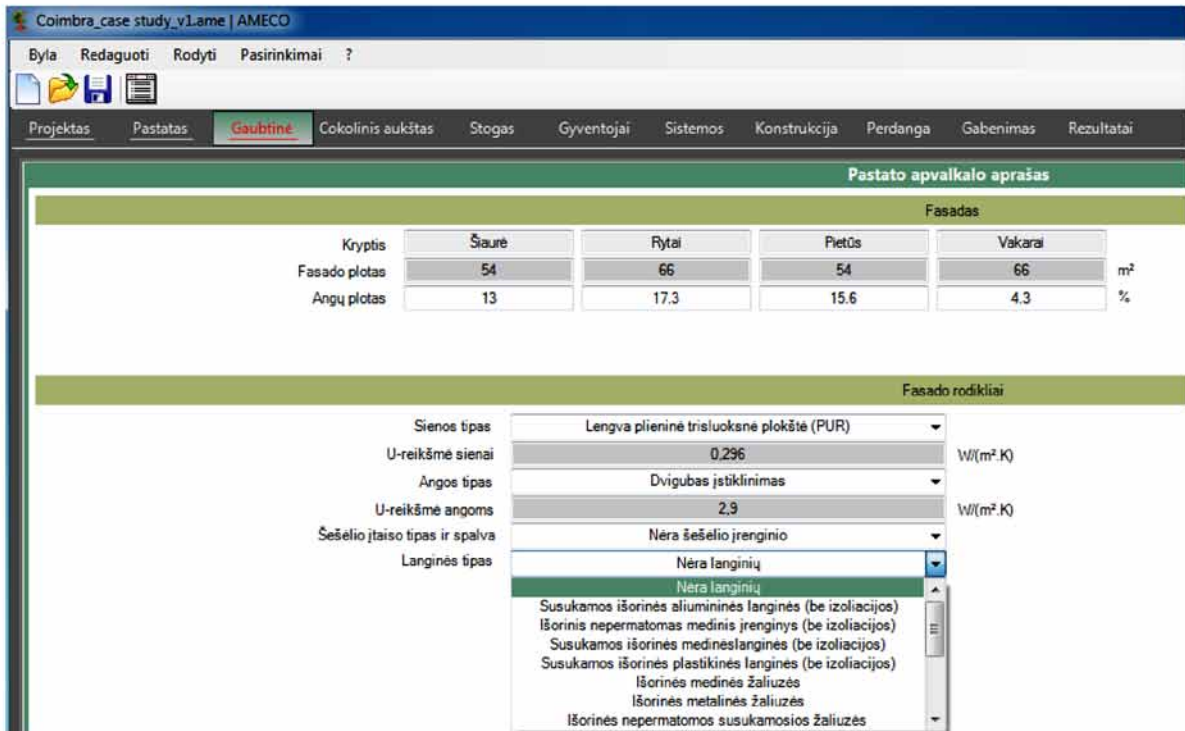 Coimbra_case study_v1.ame | AMECO
Byla Redaguoti Rodyti Pasirinkimai ?
Projektas Pastatas Gaubtinė Cokolinis aukštas Stogas Gyventojai Sistemos Konstrukcija Perdanga Gabenimas Rezultatai
Pastato apvalkalo aprašas
Fasadas
Kryptis Šiaurė Rytai Pietūs Vakarai
Fasado plotas 54 66 54 66 m²
Angų plotas 13 17.3 15.6 4.3 %
Fasado rodikliai
Sienos tipas Lengva plieninė trisluoksnė plokštė (PUR)
U-reikšmė sienai 0,296 W/(m².K)
Angos tipas Dvigubas įstiklinimas
U-reikšmė angoms 2,9 W/(m².K)
Šešėlio įtaiso tipas ir spalva Nėra šešėlio įrenginio
Langinės tipas Nėra langinių
Nėra langinių
Susukamos išorinės aliumininės langinės (be izoliacijos)
Išorinis nepermatomas medinis įrenginys (be izoliacijos)
Susukamos išorinės medinėslanginės (be izoliacijos)
Susukamos išorinės plastikinės langinės (be izoliacijos)
Išorinės medinės žaliuzės
Išorinės metalinės žaliuzės
Išorinės nepermatomos susukamosios žaliuzės